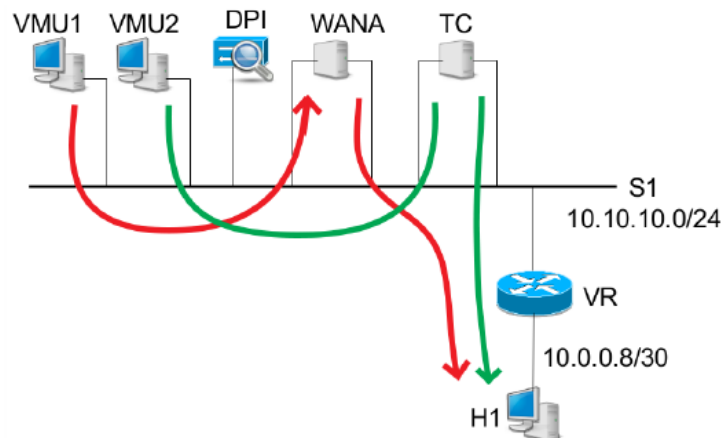 VMU1 VMU2 DPI WANA TC
S1
10.10.10.0/24
VR
10.0.0.8/30
H1